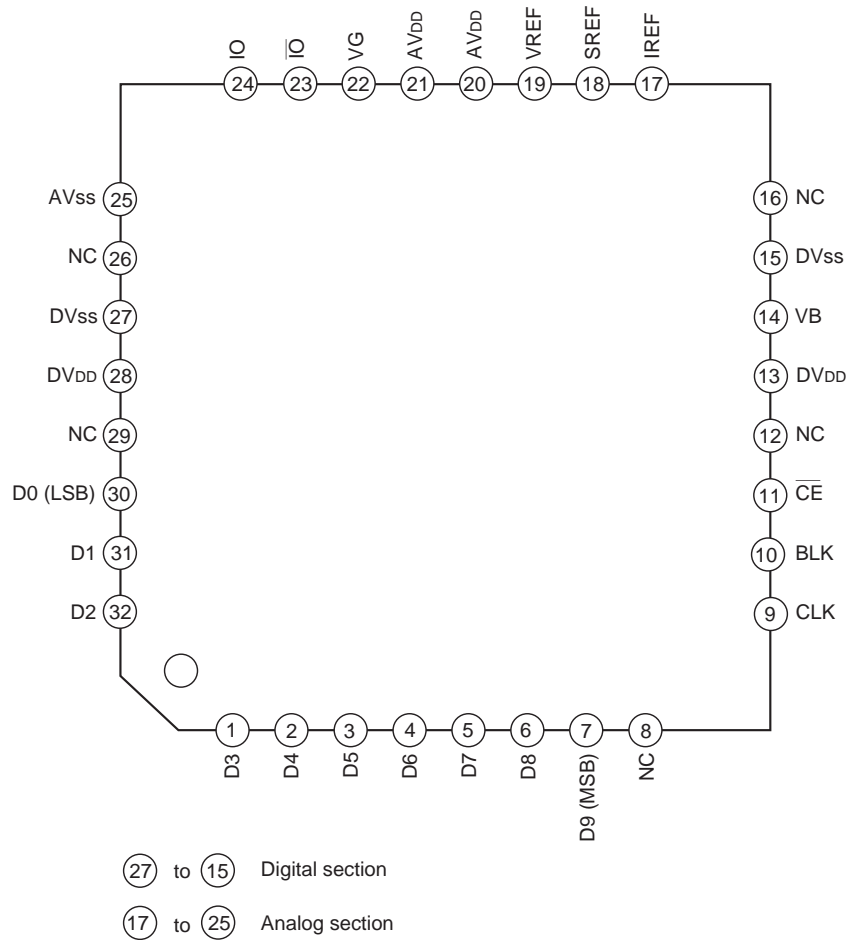 IO
IO
VG
AVDD
AVDD
VREF
SREF
IREF
24
23
22
21
20
19
18
17
AVss 25
16 NC
NC 26
15 DVss
DVss 27
14 VB
DVDD 28
13 DVDD
NC 29
12 NC
D0 (LSB) 30
11 CE
D1 31
10 BLK
D2 32
9 CLK
1
2
3
4
5
6
7
8
D3
D4
D5
D6
D7
D8
D9 (MSB)
NC
27 to 15 Digital section
17 to 25 Analog section